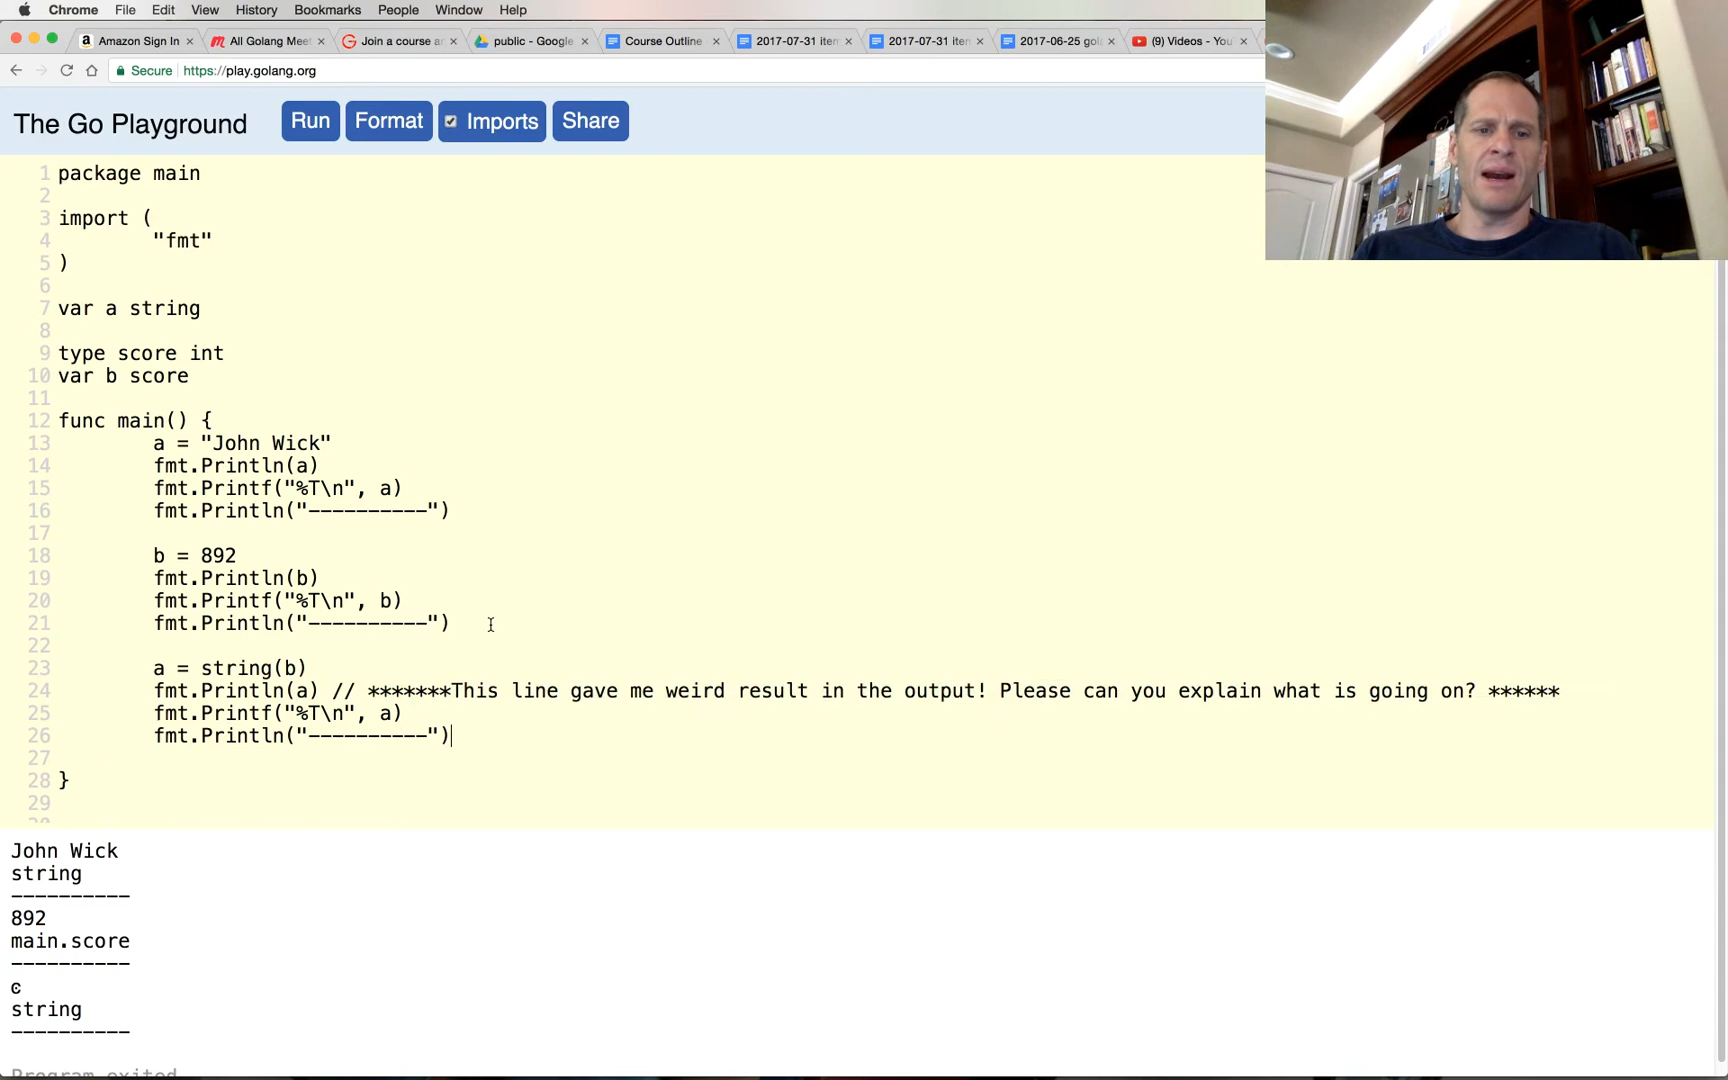 Chrome File Edit View History Bookmarks People Window Help
Amazon Sign In × All Golang Mee × Join a course a × public - Google × Course Outline × 2017-07-31 iten × 2017-07-31 iten × 2017-06-25 gol × (9) Videos - You ×
Secure https://play.golang.org
The Go Playground Run Format Imports Share
1 package main
2
3 import (
4 "fmt"
5 )
6
7 var a string
8
9 type score int
10 var b score
11
12 func main() {
13 a = "John Wick"
14 fmt.Println(a)
15 fmt.Printf("%T\n", a)
16 fmt.Println("----------")
17
18 b = 892
19 fmt.Println(b)
20 fmt.Printf("%T\n", b)
21 fmt.Println("----------")
22
23 a = string(b)
24 fmt.Println(a) // *******This line gave me weird result in the output! Please can you explain what is going on? ******
25 fmt.Printf("%T\n", a)
26 fmt.Println("----------")
27
28 }
29
John Wick
string
----------
892
main.score
----------
ͼ
string
----------
Program exited